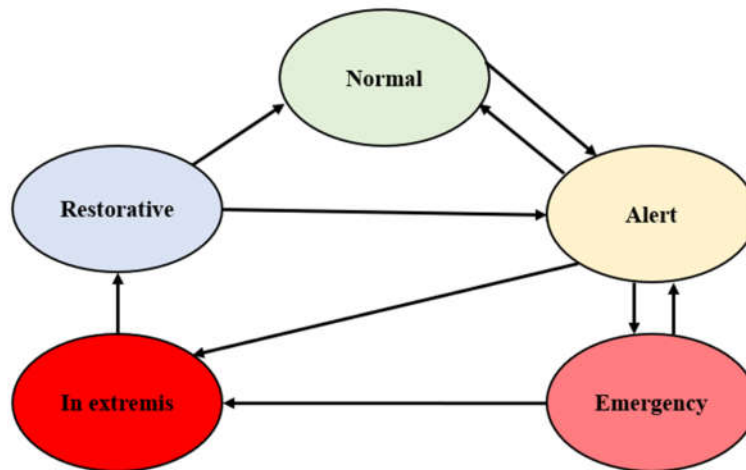 Normal
Restorative
Alert
In extremis
Emergency